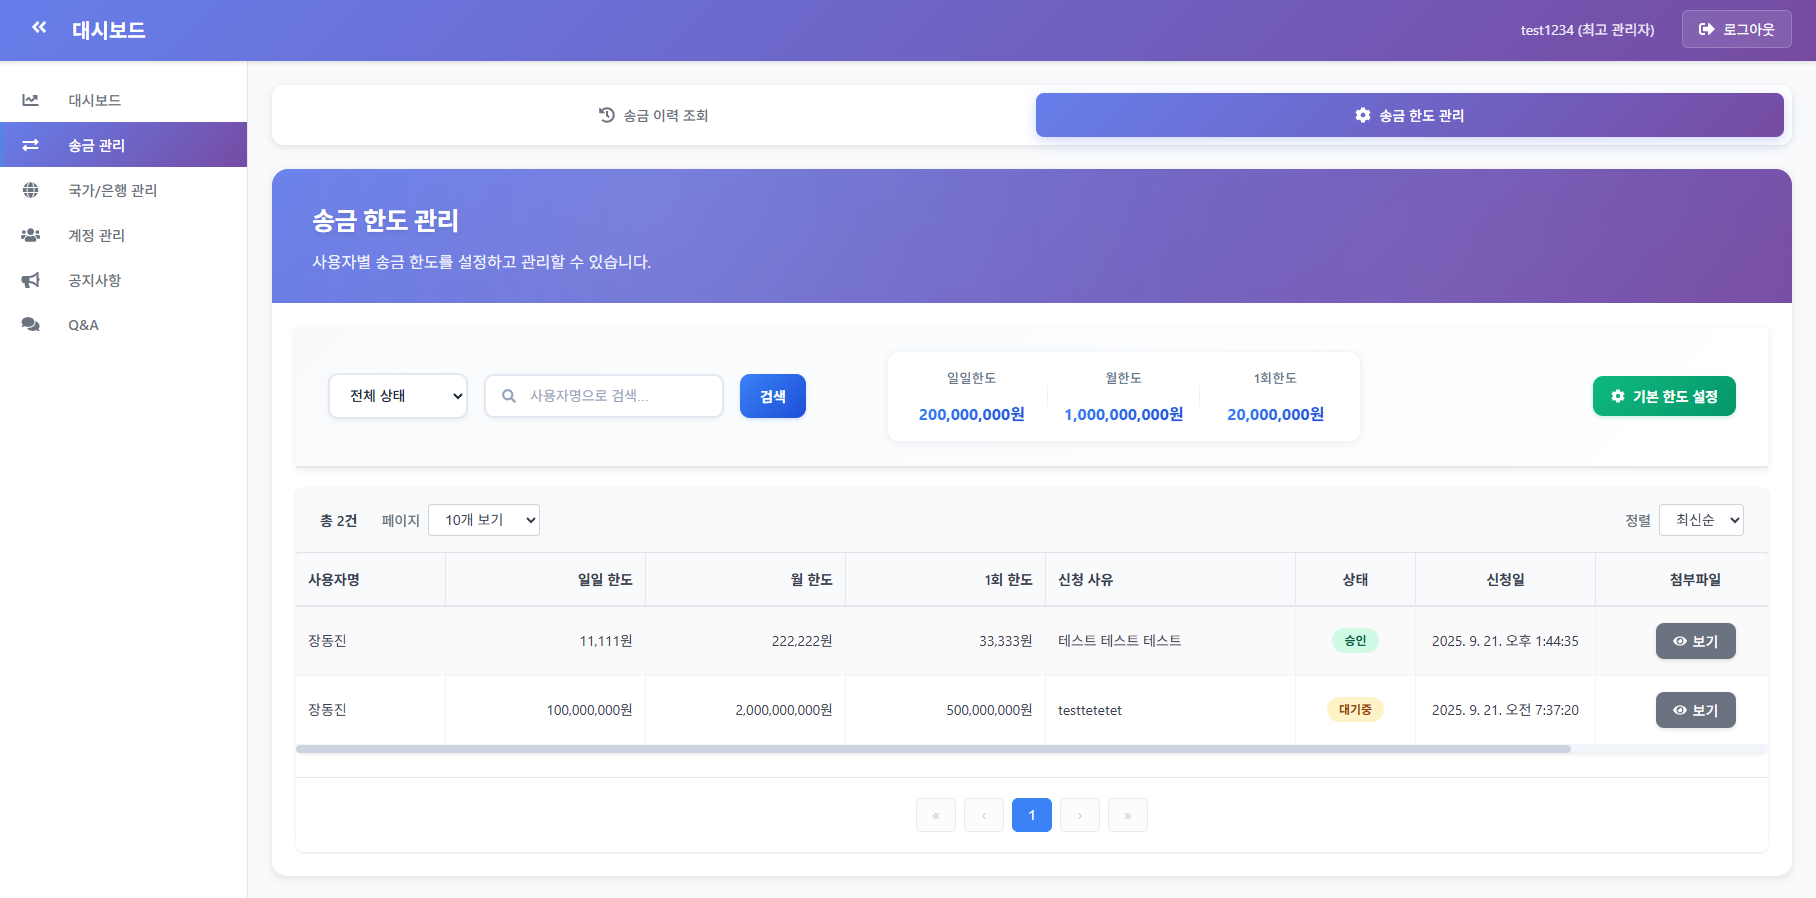 대시보드
test1234 (최고 관리자)
로그아웃
대시보드
송금 관리
국가/은행 관리
계정 관리
공지사항
Q&A
송금 이력 조회
송금 한도 관리
송금 한도 관리
사용자별 송금 한도를 설정하고 관리할 수 있습니다.
전체 상태
사용자명으로 검색...
검색
일일한도 월한도 1회한도
200,000,000원 1,000,000,000원 20,000,000원
기본 한도 설정
총 2건 페이지 10개 보기 정렬 최신순
사용자명 일일 한도 월 한도 1회 한도 신청 사유 상태 신청일 첨부파일
장동진 11,111원 222,222원 33,333원 테스트 테스트 테스트 승인 2025. 9. 21. 오후 1:44:35 보기
장동진 100,000,000원 2,000,000,000원 500,000,000원 testtetetet 대기중 2025. 9. 21. 오전 7:37:20 보기
« ‹ 1 › »